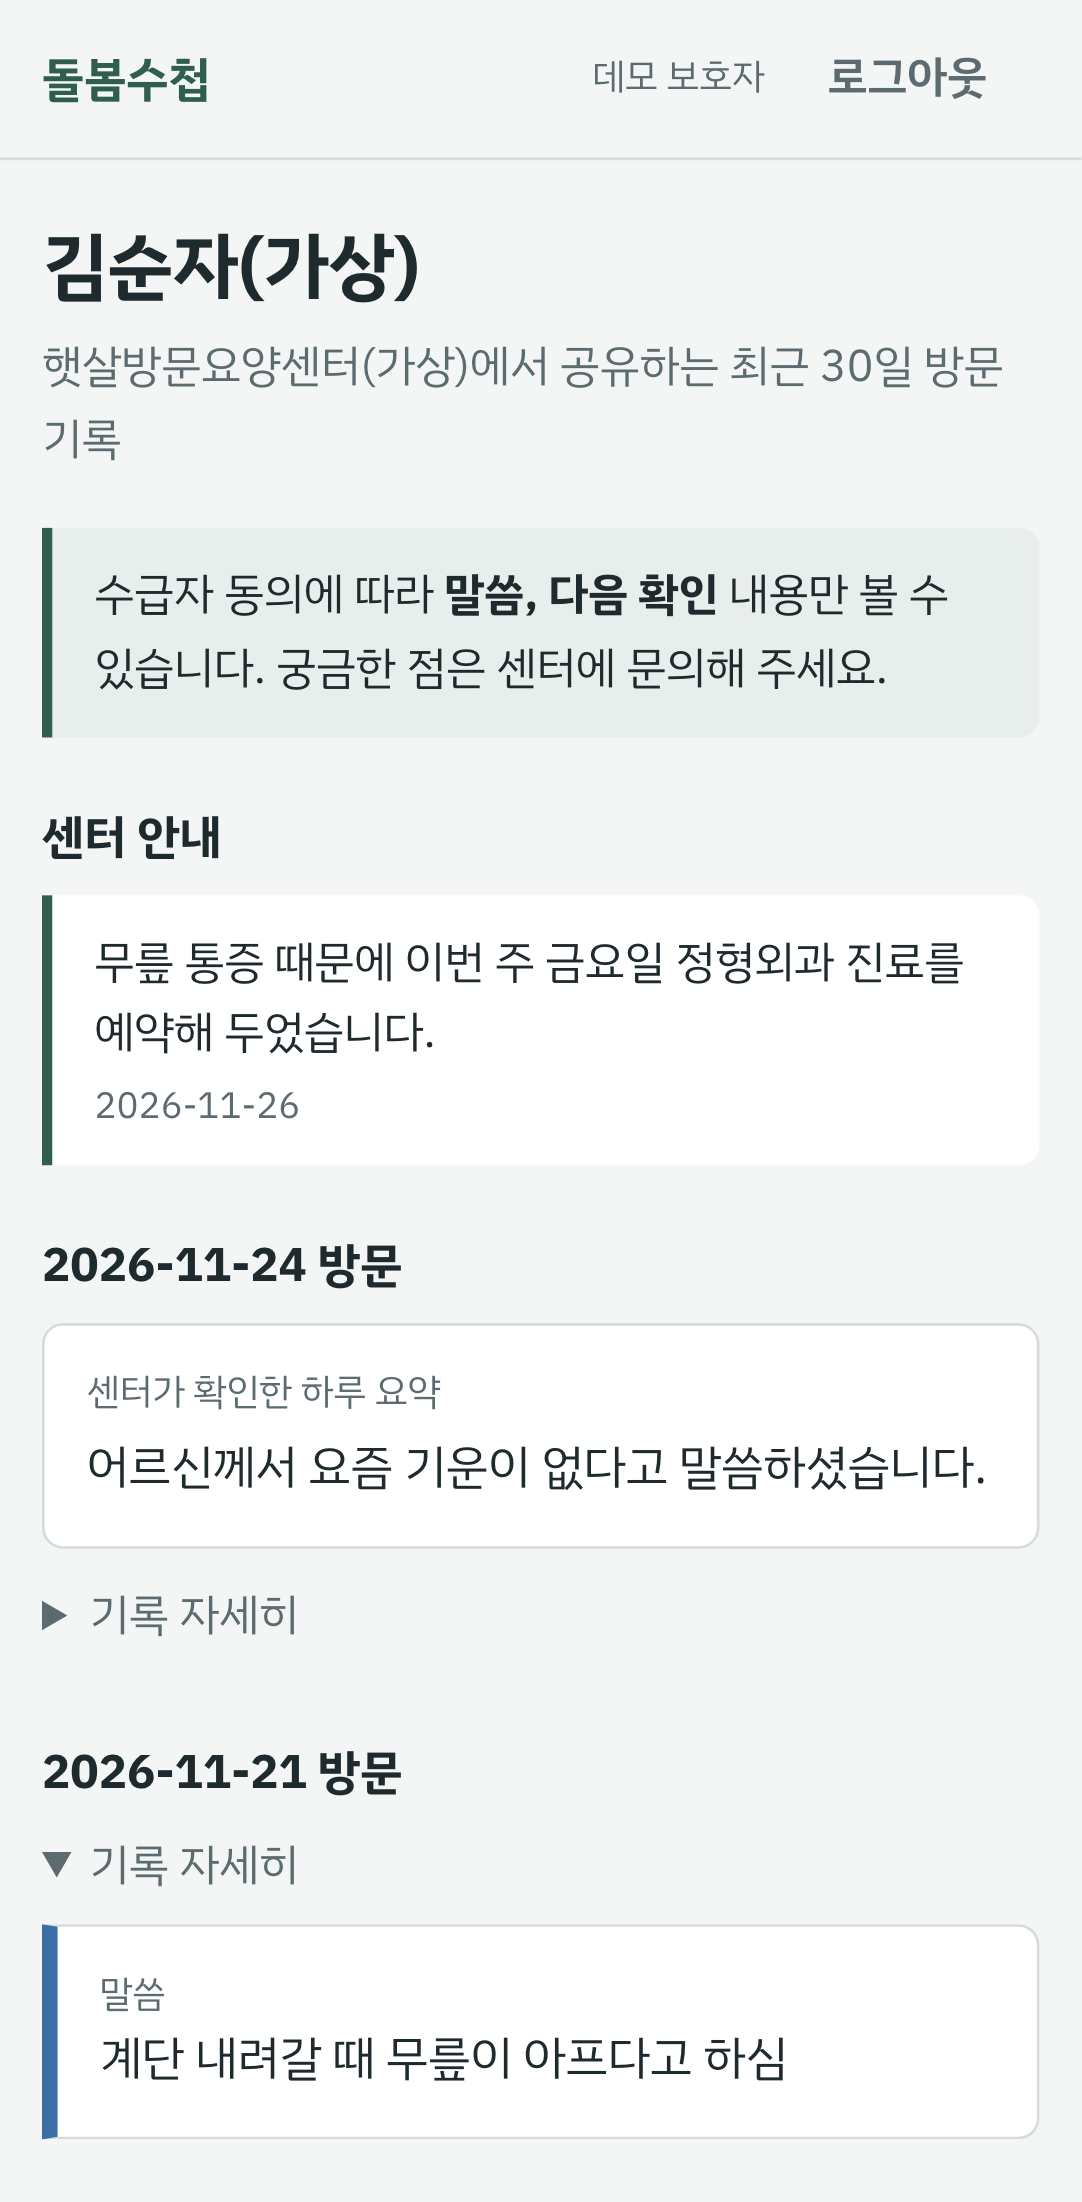 돌봄수첩
데모 보호자
로그아웃
김순자(가상)
햇살방문요양센터(가상)에서 공유하는 최근 30일 방문
기록
수급자 동의에 따라 말씀, 다음 확인 내용만 볼 수
있습니다. 궁금한 점은 센터에 문의해 주세요.
센터 안내
무릎 통증 때문에 이번 주 금요일 정형외과 진료를
예약해 두었습니다.
2026-11-26
2026-11-24 방문
센터가 확인한 하루 요약
어르신께서 요즘 기운이 없다고 말씀하셨습니다.
▶ 기록 자세히
2026-11-21 방문
▼ 기록 자세히
말씀
계단 내려갈 때 무릎이 아프다고 하심